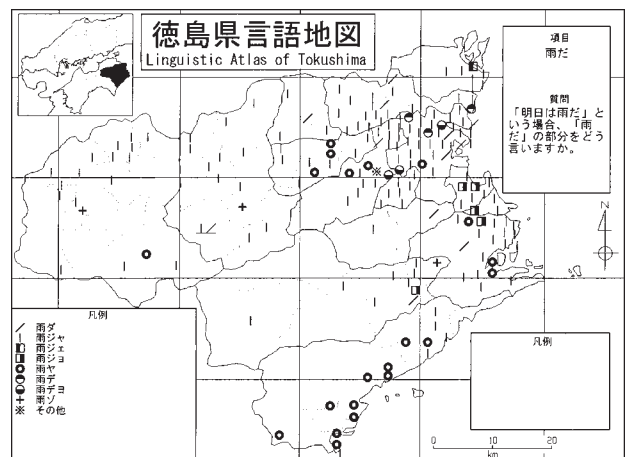 徳島県言語地図
Linguistic Atlas of Tokushima
項目
雨だ
質問
「明日は雨だ」と
いう場合、「雨
だ」の部分をどう
言いますか。
N
凡例
雨ダ
雨ジャ
雨ジェ
雨ジョ
雨ヤ
雨デ
雨デヨ
雨ゾ
※ その他
凡例
0 10 20
km